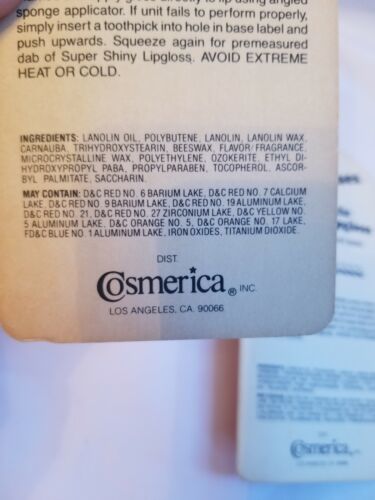 sponge applicator. If unit fails to perform properly,
simply insert a toothpick into hole in base label and
push upwards. Squeeze again for premeasured
dab of Super Shiny Lipgloss. AVOID EXTREME
HEAT OR COLD.
INGREDIENTS: LANOLIN OIL, POLYBUTENE, LANOLIN, LANOLIN WAX,
CARNAUBA, TRIHYDROXYSTEARIN, BEESWAX, FLAVOR/FRAGRANCE,
MICROCRYSTALLINE WAX, POLYETHYLENE, OZOKERITE, ETHYL DI-
HYDROXYPROPYL PABA, PROPYLPARABEN, TOCOPHEROL, ASCOR-
BYL PALMITATE, SACCHARIN.
MAY CONTAIN: D&C RED NO. 6 BARIUM LAKE, D&C RED NO. 7 CALCIUM
LAKE, D&C RED NO. 9 BARIUM LAKE, D&C RED NO. 19 ALUMINUM LAKE,
D&C RED NO. 21, D&C RED NO. 27 ZIRCONIUM LAKE, D&C YELLOW NO.
5 ALUMINUM LAKE, D&C ORANGE NO. 5, D&C ORANGE NO. 17 LAKE,
FD&C BLUE NO. 1 ALUMINUM LAKE, IRON OXIDES, TITANIUM DIOXIDE.
DIST.
Cosmerica® INC.
LOS ANGELES, CA 90066
Cosmerica